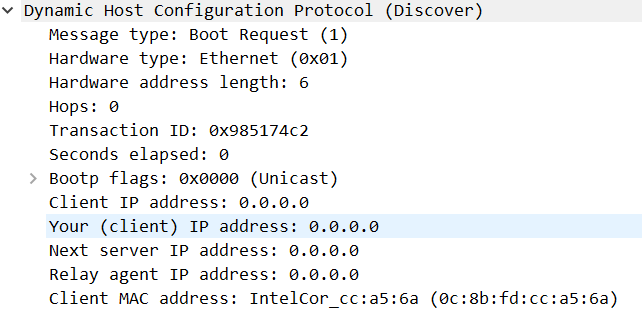 Dynamic Host Configuration Protocol (Discover)
Message type: Boot Request (1)
Hardware type: Ethernet (0x01)
Hardware address length: 6
Hops: 0
Transaction ID: 0x985174c2
Seconds elapsed: 0
Bootp flags: 0x0000 (Unicast)
Client IP address: 0.0.0.0
Your (client) IP address: 0.0.0.0
Next server IP address: 0.0.0.0
Relay agent IP address: 0.0.0.0
Client MAC address: IntelCor_cc:a5:6a (0c:8b:fd:cc:a5:6a)